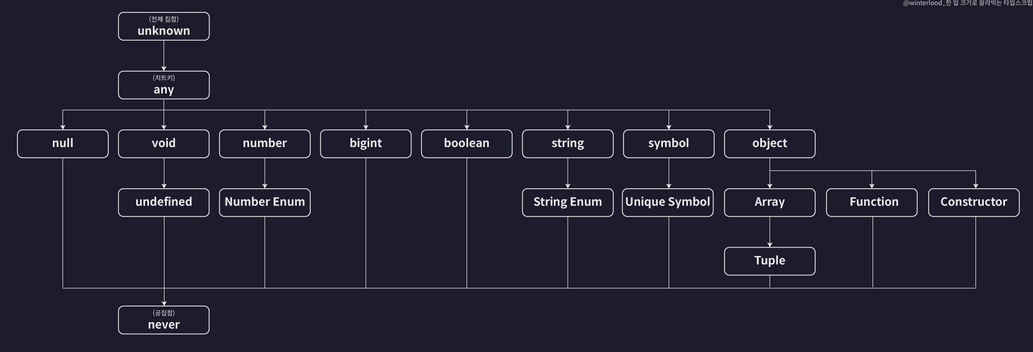 @winterlood_한 입 크기로 잘라먹는 타입스크립
(전체 집합)
unknown
(치트키)
any
null
void
number
bigint
boolean
string
symbol
object
undefined
Number Enum
String Enum
Unique Symbol
Array
Function
Constructor
Tuple
(공집합)
never